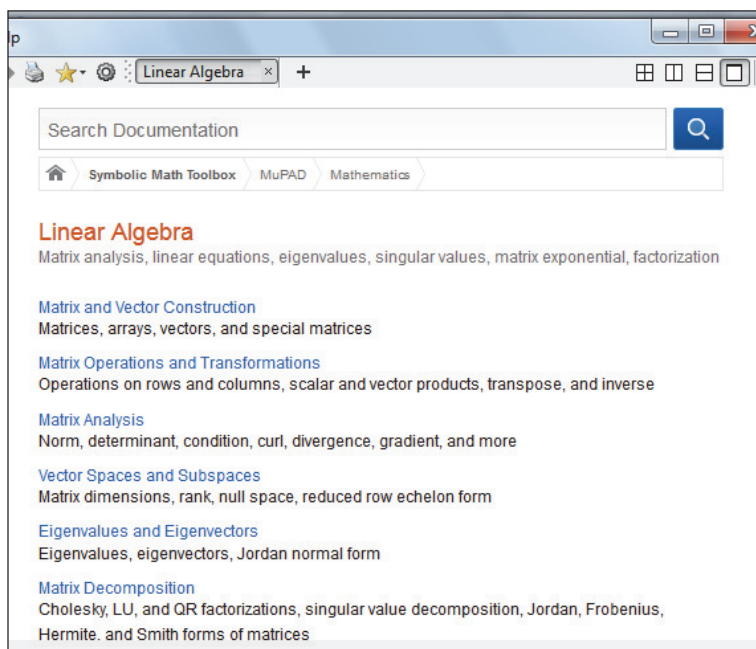 lp
Linear Algebra
Search Documentation
Symbolic Math Toolbox MuPAD Mathematics
Linear Algebra
Matrix analysis, linear equations, eigenvalues, singular values, matrix exponential, factorization
Matrix and Vector Construction
Matrices, arrays, vectors, and special matrices
Matrix Operations and Transformations
Operations on rows and columns, scalar and vector products, transpose, and inverse
Matrix Analysis
Norm, determinant, condition, curl, divergence, gradient, and more
Vector Spaces and Subspaces
Matrix dimensions, rank, null space, reduced row echelon form
Eigenvalues and Eigenvectors
Eigenvalues, eigenvectors, Jordan normal form
Matrix Decomposition
Cholesky, LU, and QR factorizations, singular value decomposition, Jordan, Frobenius,
Hermite, and Smith forms of matrices